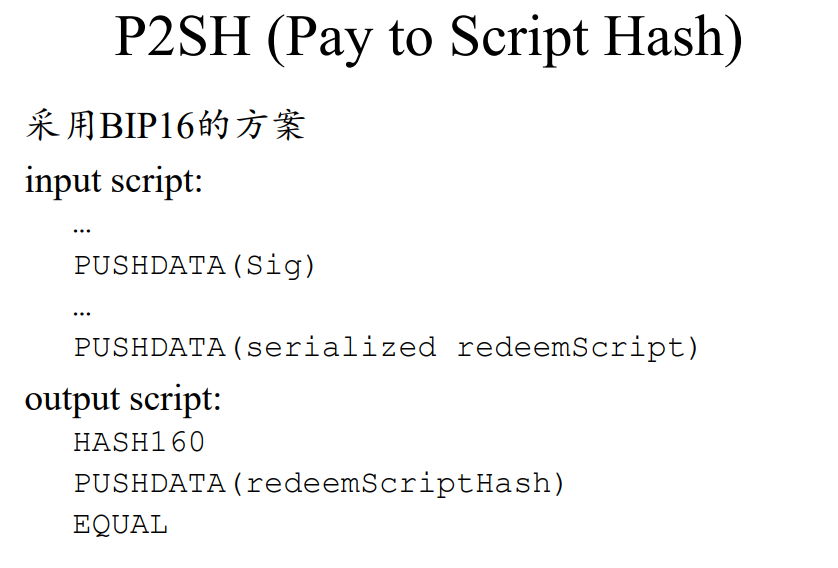 P2SH (Pay to Script Hash)
采用BIP16的方案
input script:
…
PUSHDATA(Sig)
…
PUSHDATA(serialized redeemScript)
output script:
HASH160
PUSHDATA(redeemScriptHash)
EQUAL